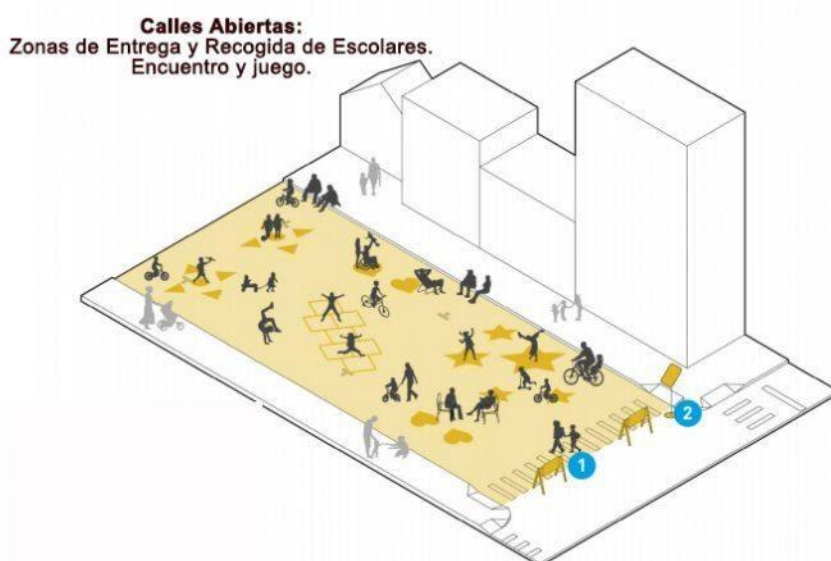 Calles Abiertas:
Zonas de Entrega y Recogida de Escolares.
Encuentro y juego.
2
1